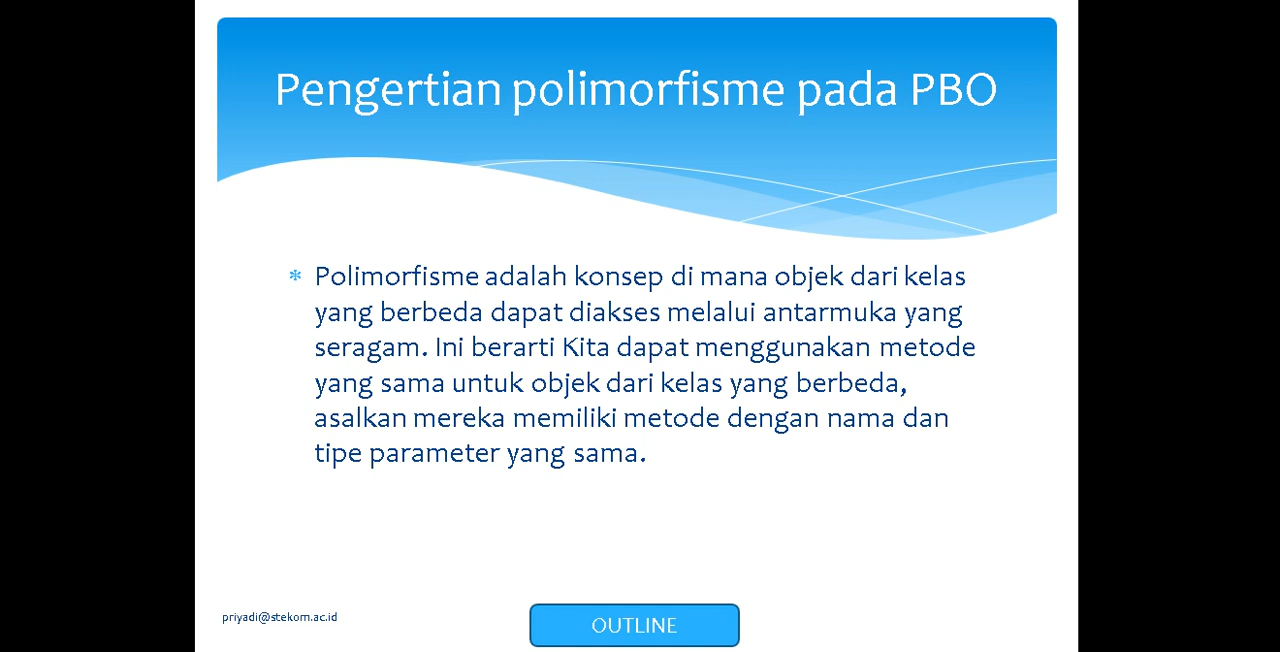 Pengertian polimorfisme pada PBO
* Polimorfisme adalah konsep di mana objek dari kelas
yang berbeda dapat diakses melalui antarmuka yang
seragam. Ini berarti Kita dapat menggunakan metode
yang sama untuk objek dari kelas yang berbeda,
asalkan mereka memiliki metode dengan nama dan
tipe parameter yang sama.
priyadi@stekom.ac.id
OUTLINE